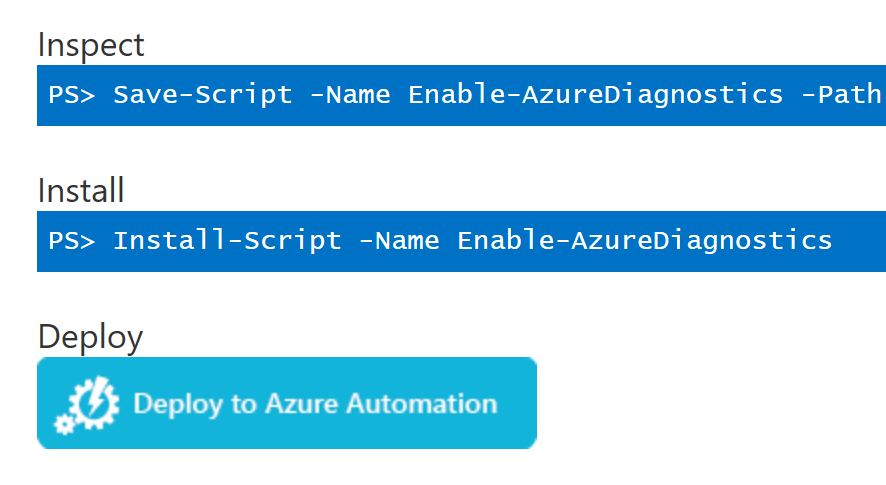 Inspect
PS> Save-Script -Name Enable-AzureDiagnostics -Path
Install
PS> Install-Script -Name Enable-AzureDiagnostics
Deploy
Deploy to Azure Automation